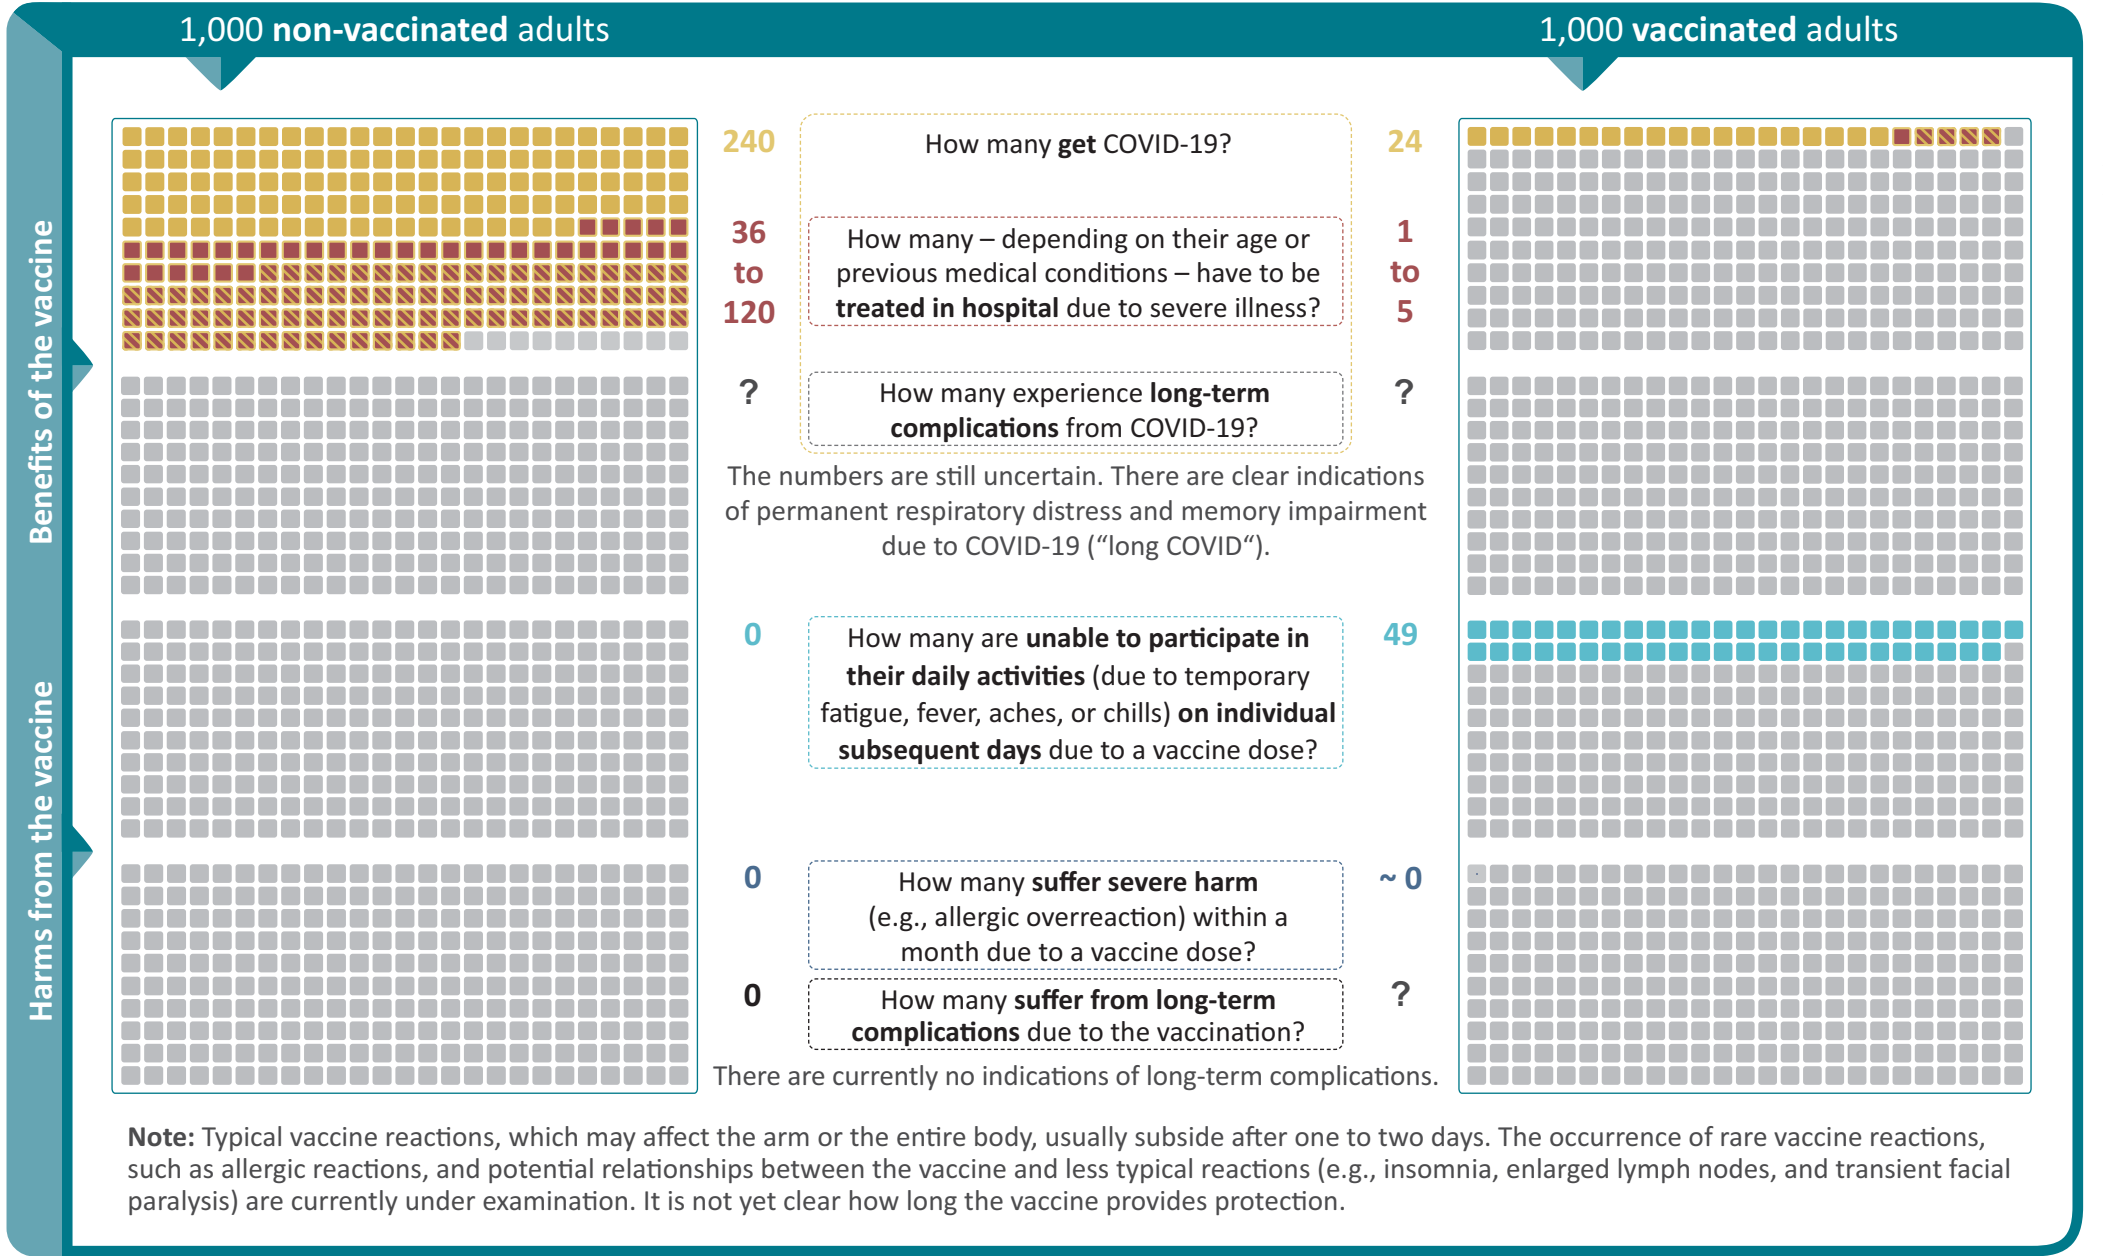 1,000 non-vaccinated adults
1,000 vaccinated adults
Benefits of the vaccine
240
How many get COVID-19?
24
36
to
120
How many – depending on their age or
previous medical conditions – have to be
treated in hospital due to severe illness?
1
to
5
?
How many experience long-term
complications from COVID-19?
?
The numbers are still uncertain. There are clear indications
of permanent respiratory distress and memory impairment
due to COVID-19 (“long COVID“).
Harms from the vaccine
0
How many are unable to participate in
their daily activities (due to temporary
fatigue, fever, aches, or chills) on individual
subsequent days due to a vaccine dose?
49
0
How many suffer severe harm
(e.g., allergic overreaction) within a
month due to a vaccine dose?
~ 0
0
How many suffer from long-term
complications due to the vaccination?
?
There are currently no indications of long-term complications.
Note: Typical vaccine reactions, which may affect the arm or the entire body, usually subside after one to two days. The occurrence of rare vaccine reactions,
such as allergic reactions, and potential relationships between the vaccine and less typical reactions (e.g., insomnia, enlarged lymph nodes, and transient facial
paralysis) are currently under examination. It is not yet clear how long the vaccine provides protection.